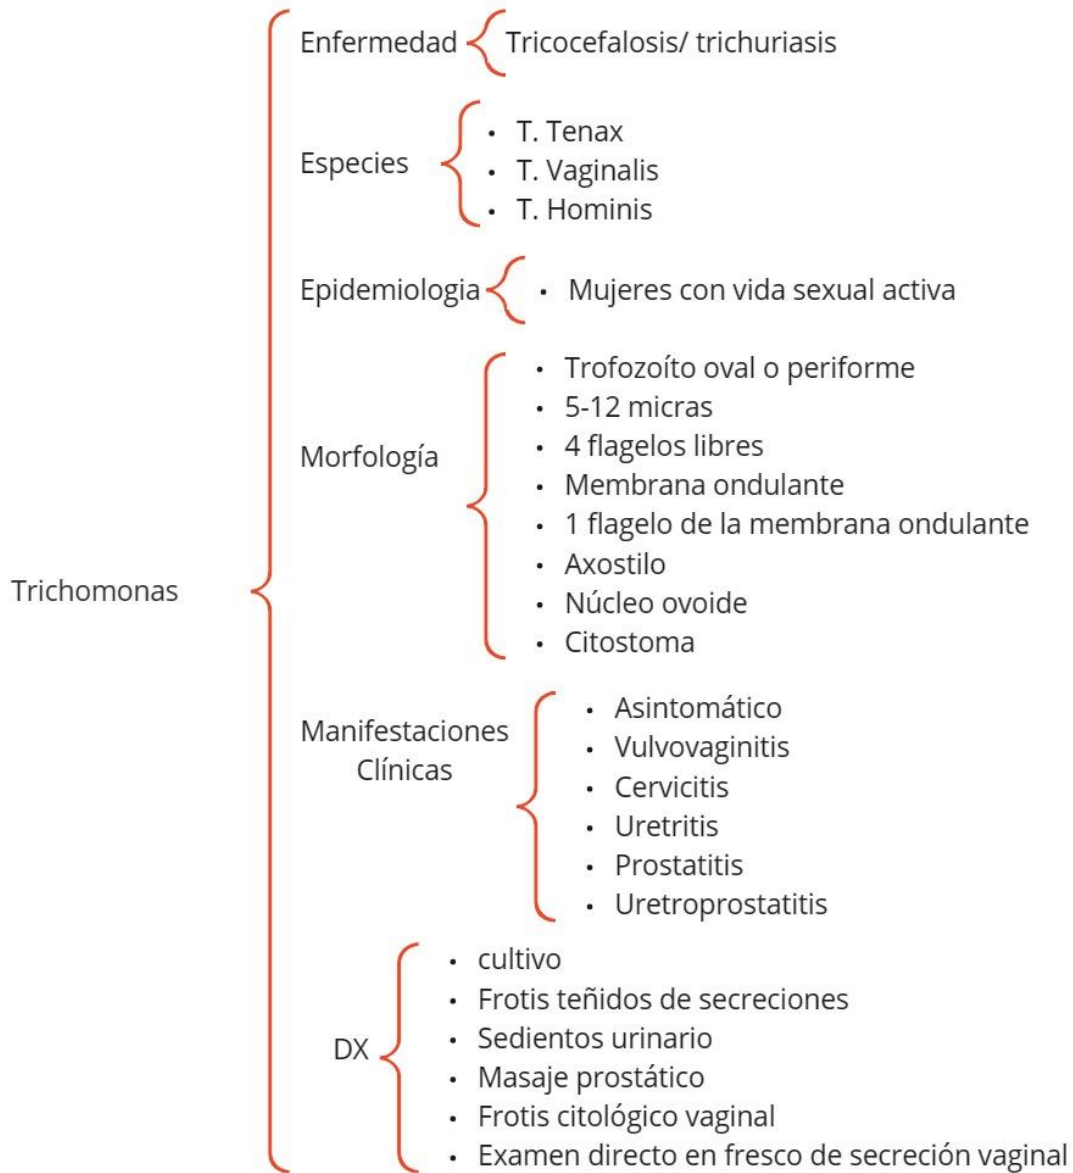 Enfermedad
Tricocefalosis/ trichuriasis
Especies
• T. Tenax
• T. Vaginalis
• T. Hominis
Epidemiologia
• Mujeres con vida sexual activa
Morfología
• Trofozoíto oval o periforme
• 5-12 micras
• 4 flagelos libres
• Membrana ondulante
• 1 flagelo de la membrana ondulante
• Axostilo
• Núcleo ovoide
• Citostoma
Trichomonas
Manifestaciones
Clínicas
• Asintomático
• Vulvovaginitis
• Cervicitis
• Uretritis
• Prostatitis
• Uretroprostatitis
DX
• cultivo
• Frotis teñidos de secreciones
• Sedientos urinario
• Masaje prostático
• Frotis citológico vaginal
• Examen directo en fresco de secreción vaginal